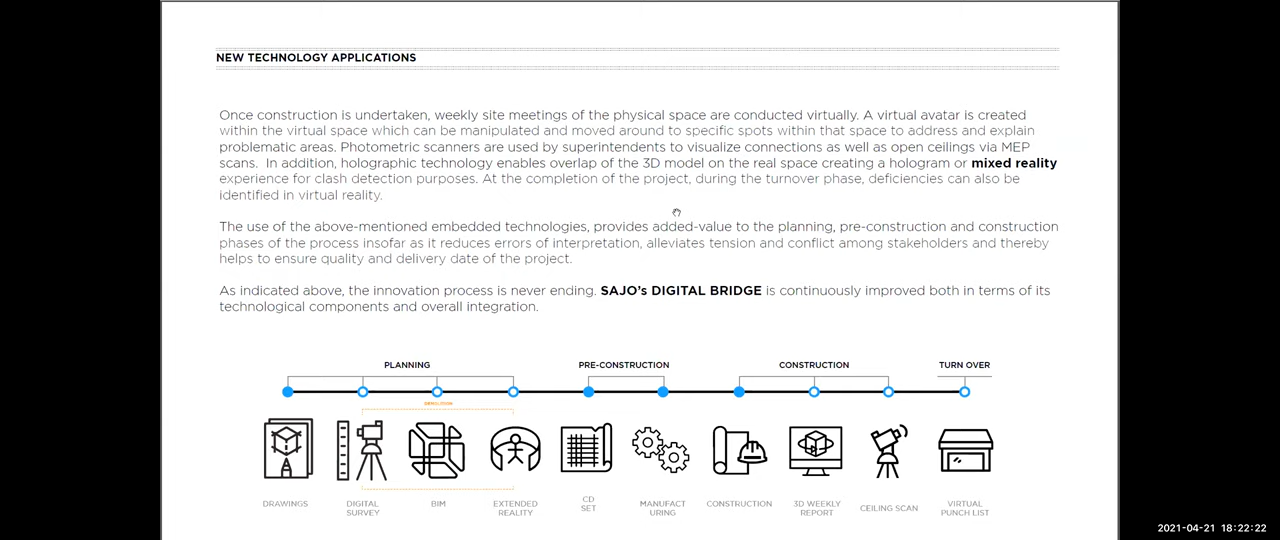 NEW TECHNOLOGY APPLICATIONS
Once construction is undertaken, weekly site meetings of the physical space are conducted virtually. A virtual avatar is created
within the virtual space which can be manipulated and moved around to specific spots within that space to address and explain
problematic areas. Photometric scanners are used by superintendents to visualize connections as well as open ceilings via MEP
scans. In addition, holographic technology enables overlap of the 3D model on the real space creating a hologram or mixed reality
experience for clash detection purposes. At the completion of the project, during the turnover phase, deficiencies can also be
identified in virtual reality.
The use of the above-mentioned embedded technologies, provides added-value to the planning, pre-construction and construction
phases of the process insofar as it reduces errors of interpretation, alleviates tension and conflict among stakeholders and thereby
helps to ensure quality and delivery date of the project.
As indicated above, the innovation process is never ending. SAJO's DIGITAL BRIDGE is continuously improved both in terms of its
technological components and overall integration.
PLANNING PRE-CONSTRUCTION CONSTRUCTION TURN OVER
DEMOLITION
DRAWINGS DIGITAL SURVEY BIM EXTENDED REALITY CD SET MANUFACT URING CONSTRUCTION 3D WEEKLY REPORT CEILING SCAN VIRTUAL PUNCH LIST
2021-04-21 18:22:22